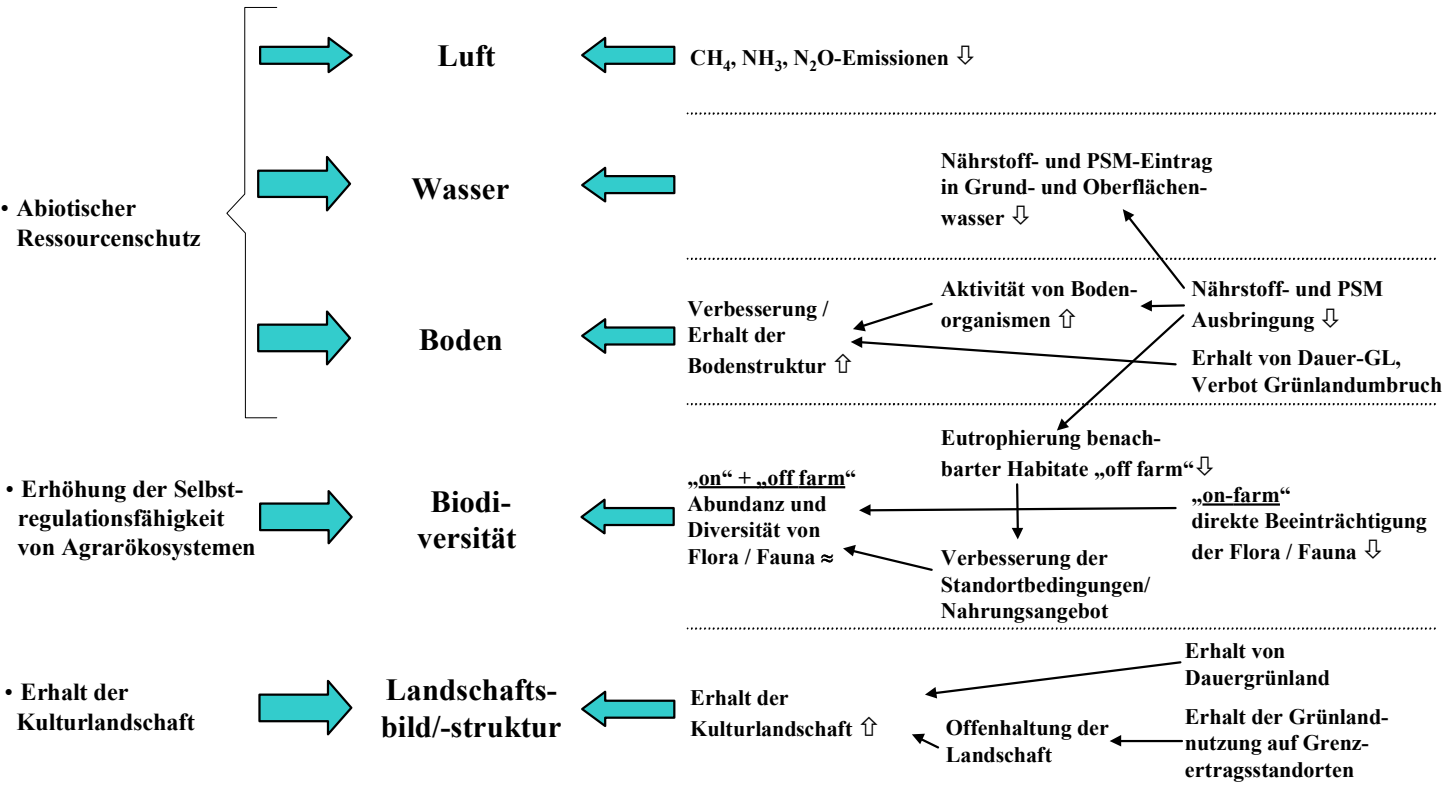 • Abiotischer
Ressourcenschutz
Luft
CH₄, NH₃, N₂O-Emissionen ⇩
Wasser
Nährstoff- und PSM-Eintrag
in Grund- und Oberflächen-
wasser ⇩
Boden
Verbesserung /
Erhalt der
Bodenstruktur ⇧
Aktivität von Boden-
organismen ⇧
Nährstoff- und PSM
Ausbringung ⇩
Erhalt von Dauer-GL,
Verbot Grünlandumbruch
• Erhöhung der Selbst-
regulationsfähigkeit
von Agrarökosystemen
Biodi-
versität
„on“ + „off farm“
Abundanz und
Diversität von
Flora / Fauna ≈
Eutrophierung benach-
barter Habitate „off farm“ ⇩
Verbesserung der
Standortbedingungen/
Nahrungsangebot
„on-farm“
direkte Beeinträchtigung
der Flora / Fauna ⇩
• Erhalt der
Kulturlandschaft
Landschafts-
bild/-struktur
Erhalt der
Kulturlandschaft ⇧
Offenhaltung der
Landschaft
Erhalt von
Dauergrünland
Erhalt der Grünland-
nutzung auf Grenz-
ertragsstandorten